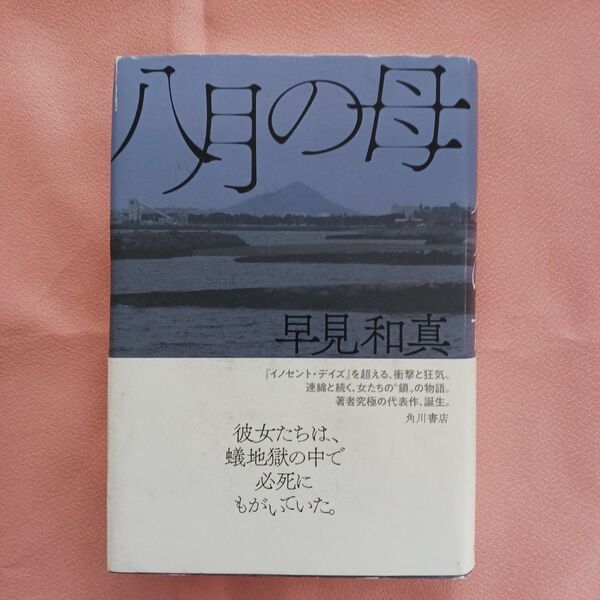 八月の母
早見和真
『イノセント・デイズ』を超える、衝撃と狂気。
連綿と続く、女たちの“鎖”の物語。
著者究極の代表作、誕生。
角川書店
彼女たちは、
蟻地獄の中で
必死に
もがいていた。